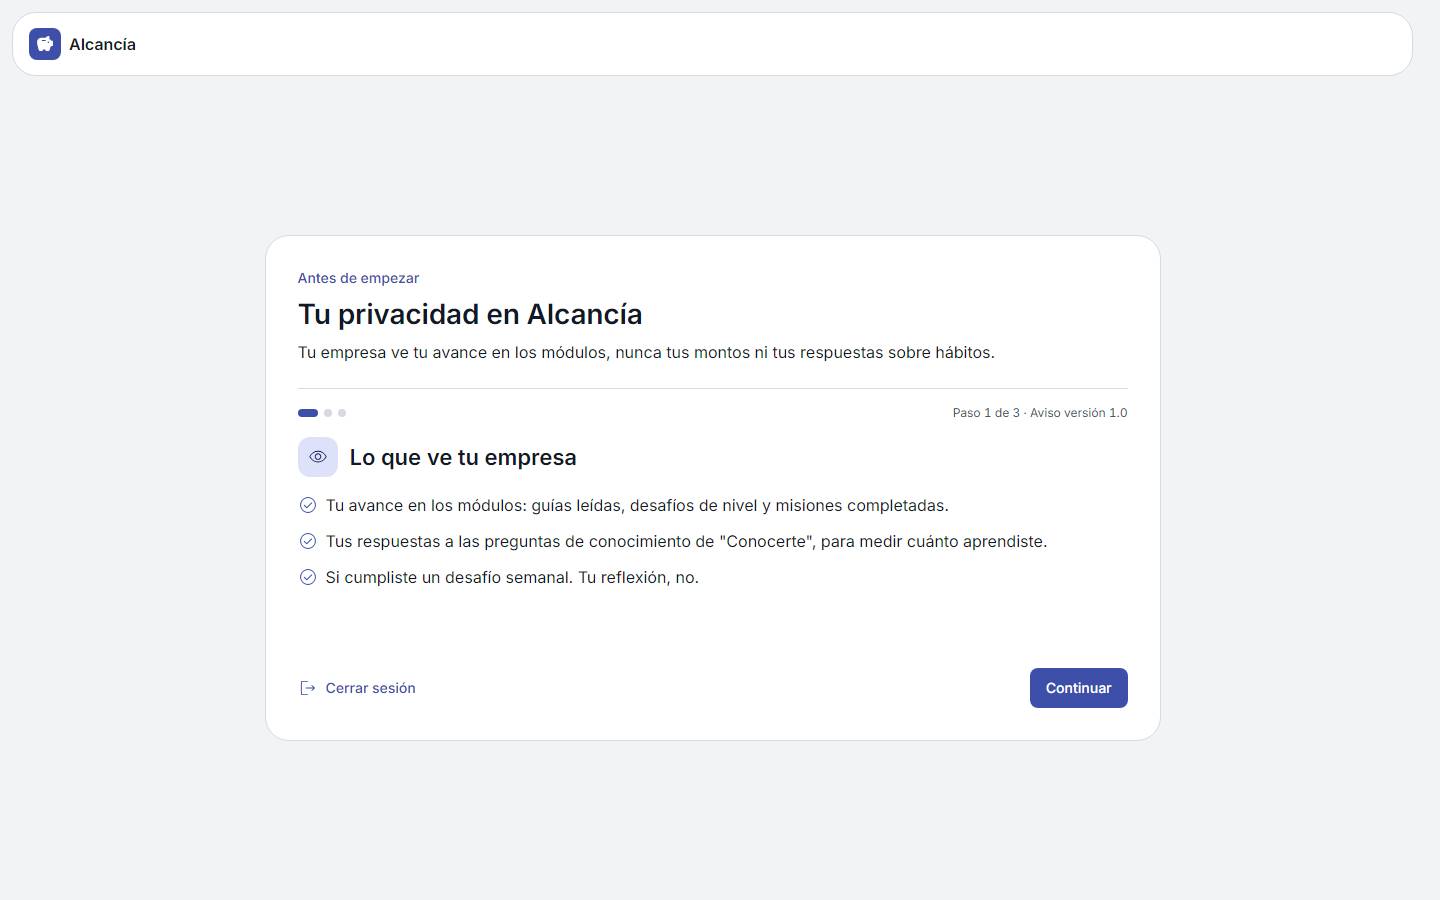 Alcancía
Antes de empezar
Tu privacidad en Alcancía
Tu empresa ve tu avance en los módulos, nunca tus montos ni tus respuestas sobre hábitos.
Paso 1 de 3 · Aviso versión 1.0
Lo que ve tu empresa
Tu avance en los módulos: guías leídas, desafíos de nivel y misiones completadas.
Tus respuestas a las preguntas de conocimiento de "Conocerte", para medir cuánto aprendiste.
Si cumpliste un desafío semanal. Tu reflexión, no.
Cerrar sesión
Continuar